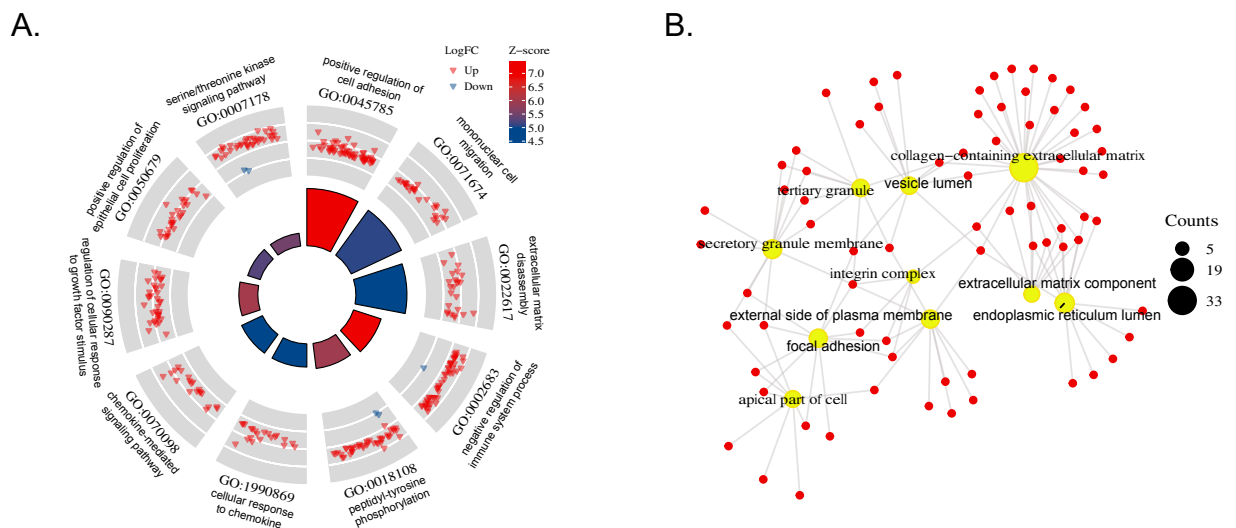 A.
LogFC
Up
Down
Z−score
7.0
6.5
6.0
5.5
5.0
4.5
positive regulation of
cell adhesion
GO:0045785
mononuclear cell
migration
GO:0071674
extracellular matrix
disassembly
GO:0022617
negative regulation of
immune system process
GO:0002683
peptidyl-tyrosine
phosphorylation
GO:0018108
cellular response
to chemokine
GO:1990869
chemokine-mediated
signaling pathway
GO:0070098
regulation of cellular response
to growth factor stimulus
GO:0090287
positive regulation of
epithelial cell proliferation
GO:0050679
serine/threonine kinase
signaling pathway
GO:0007178
B.
collagen−containing extracellular matrix
tertiary granule
vesicle lumen
secretory granule membrane
integrin complex
extracellular matrix component
external side of plasma membrane
endoplasmic reticulum lumen
focal adhesion
apical part of cell
Counts
5
19
33